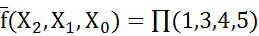 f̅(X₂,X₁,X₀) = ∏(1,3,4,5)